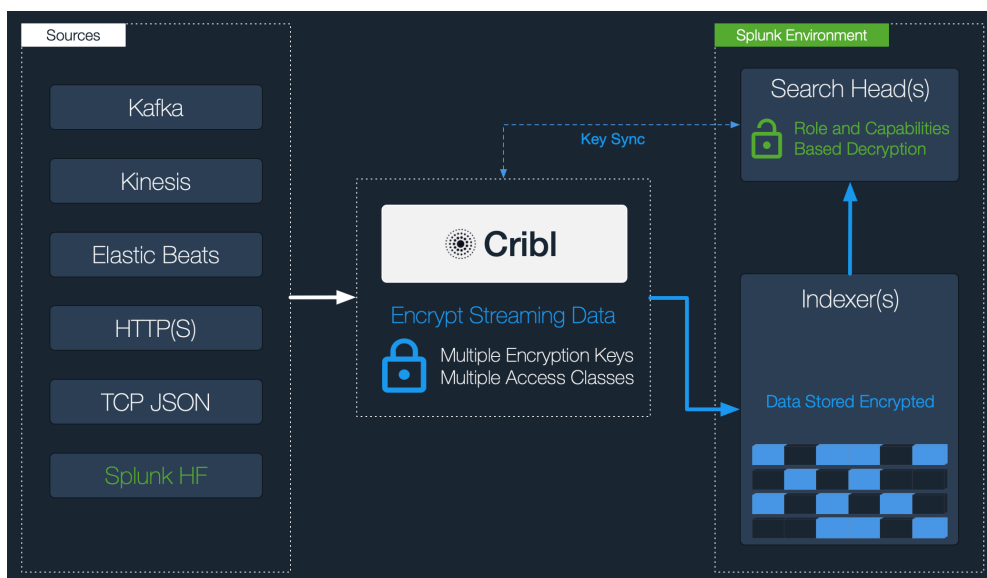 Sources
Kafka
Kinesis
Elastic Beats
HTTP(S)
TCP JSON
Splunk HF
Key Sync
Cribl
Encrypt Streaming Data
Multiple Encryption Keys
Multiple Access Classes
Splunk Environment
Search Head(s)
Role and Capabilities
Based Decryption
Indexer(s)
Data Stored Encrypted